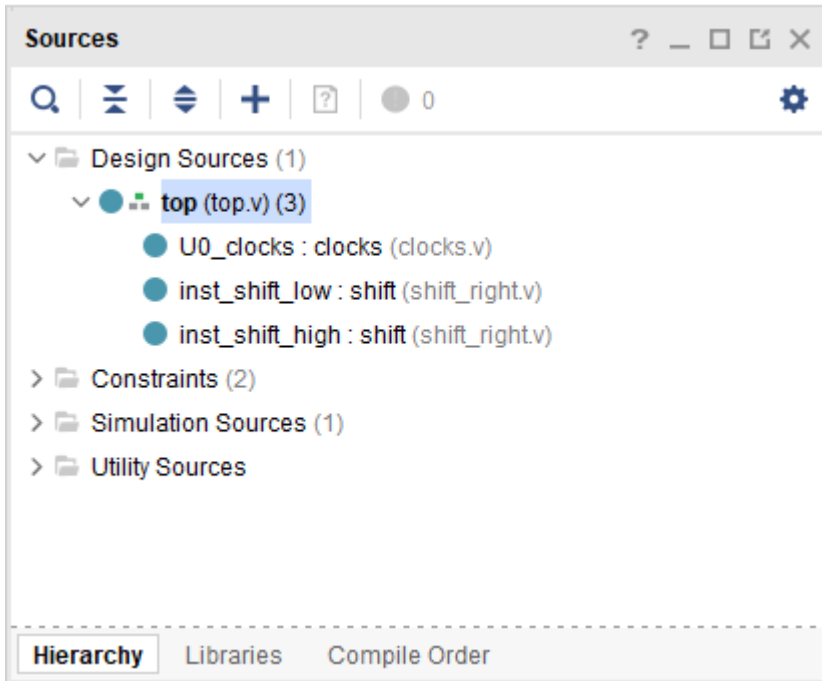 Sources
0
Design Sources (1)
top (top.v) (3)
U0_clocks : clocks (clocks.v)
inst_shift_low : shift (shift_right.v)
inst_shift_high : shift (shift_right.v)
Constraints (2)
Simulation Sources (1)
Utility Sources
Hierarchy Libraries Compile Order